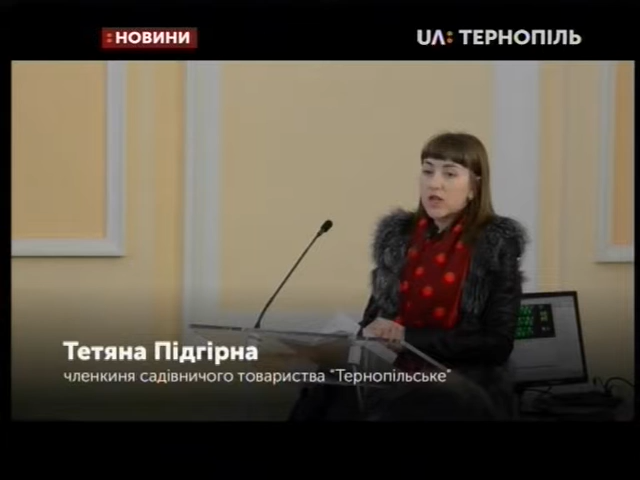 :НОВИНИ
UA: ТЕРНОПІЛЬ
Тетяна Підгірна
членкиня садівничого товариства "Тернопільське"